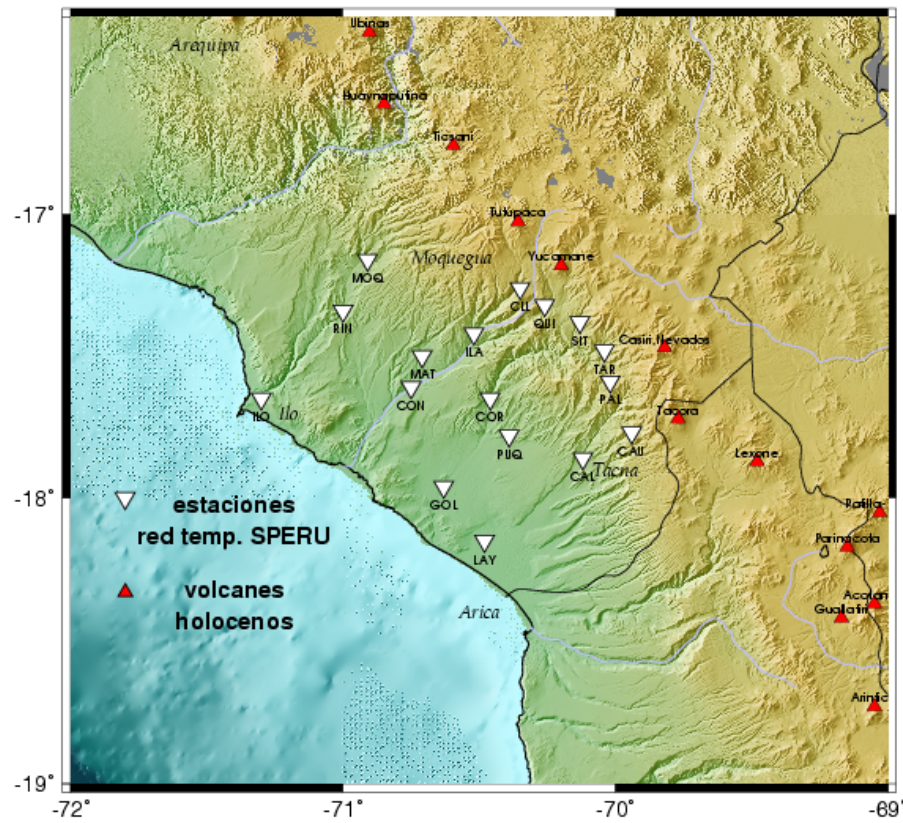 Ubinas
Arequipa
Huaynaputina
Ticsani
-17
Tutupaca
Moquegua
Yucamane
MOQ
CLL
QUI
RIN
SIT
Casiri, Nevados
ILA
TAR
MAT
PAL
CON
ILO
Ilo
COR
Tacora
PUQ
CAU
Lexone
CAL
Tacna
-18
estaciones
red temp. SPERU
GOL
LAY
Parinacota
volcanes
holocenos
Arica
Acotan
Guallatiri
Arintic
-19
-72°
-71°
-70°
-69°